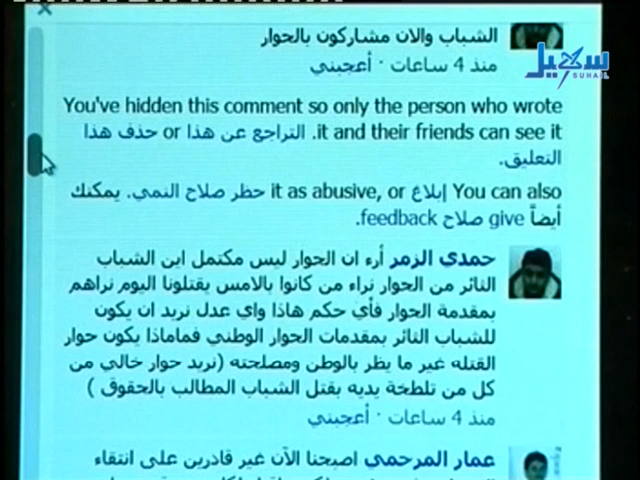 الشباب والان مشاركون بالحوار
منذ 4 ساعات · أعجبني
سهيل
SUHAIL
You've hidden this comment so only the person who wrote
it and their friends can see it. التراجع عن هذا or حذف هذا
التعليق.
You can also إبلاغ it as abusive, or حظر صلاح النمي. يمكنك
أيضاً give صلاح feedback.
حمدي الزمر أرء ان الحوار ليس مكتمل اين الشباب
الثائر من الحوار نراء من كانوا بالامس يقتلونا اليوم نراهم
بمقدمة الحوار فأي حكم هاذا واي عدل نريد ان يكون
للشباب الثائر بمقدمات الحوار الوطني فماماذا يكون حوار
القتله غير ما يظر بالوطن ومصلحته (نريد حوار خالي من
كل من تلطخة يديه بقتل الشباب المطالب بالحقوق )
منذ 4 ساعات · أعجبني
عمار المرحمي اصبحنا الآن غير قادرين على انتقاء